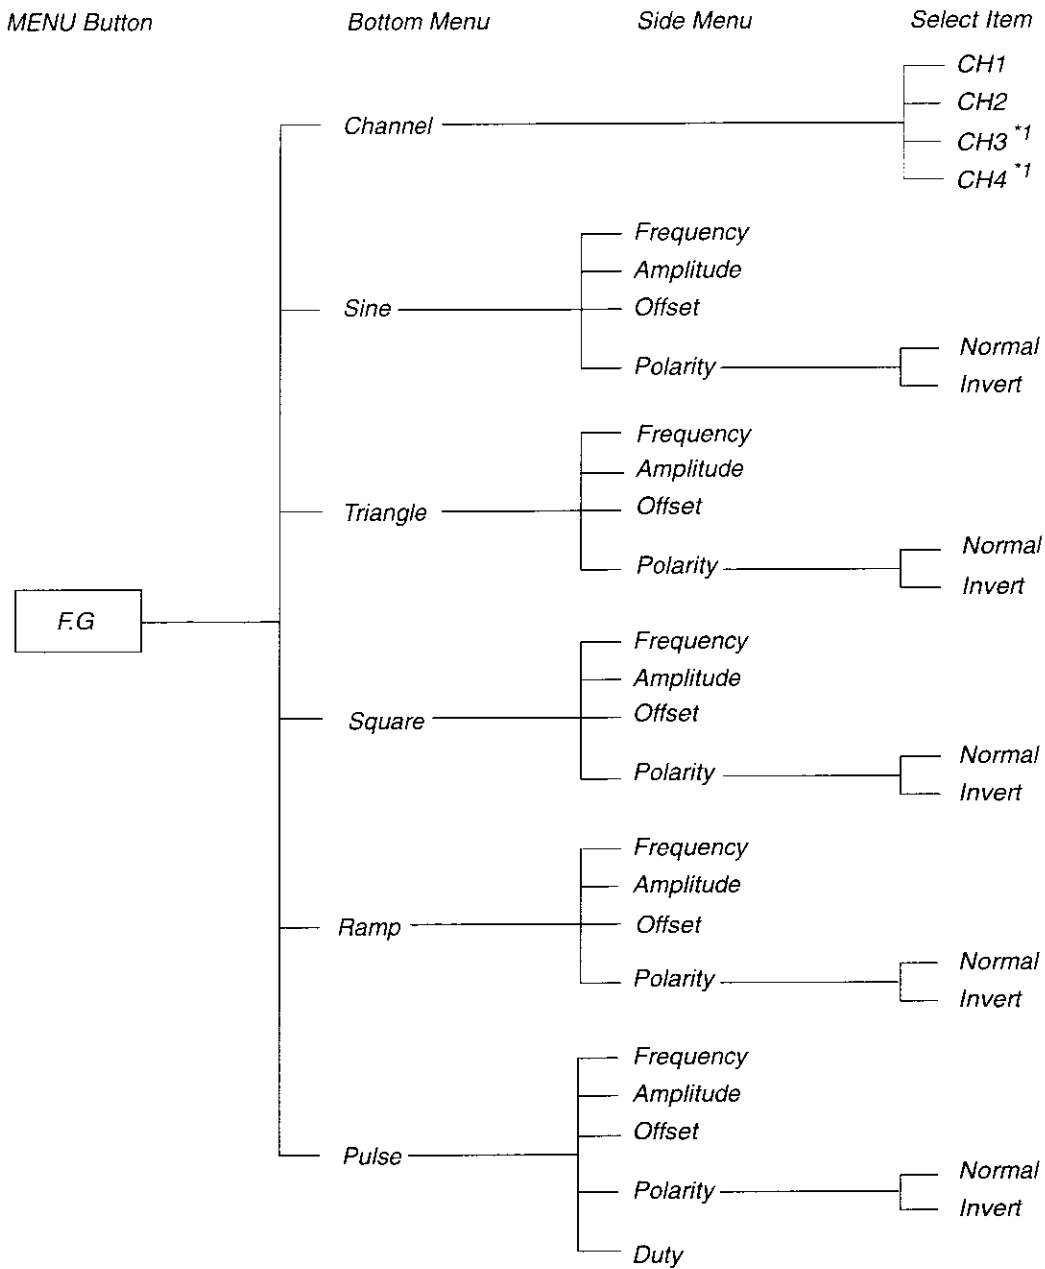 MENU Button Bottom Menu Side Menu Select Item
CH1
CH2
Channel
CH3 *1
CH4 *1
Frequency
Amplitude
Sine
Offset
Polarity
Normal
Invert
Frequency
Amplitude
Triangle
Offset
Polarity
Normal
Invert
F.G
Frequency
Amplitude
Square
Offset
Polarity
Normal
Invert
Frequency
Amplitude
Ramp
Offset
Polarity
Normal
Invert
Frequency
Amplitude
Offset
Pulse
Polarity
Normal
Invert
Duty